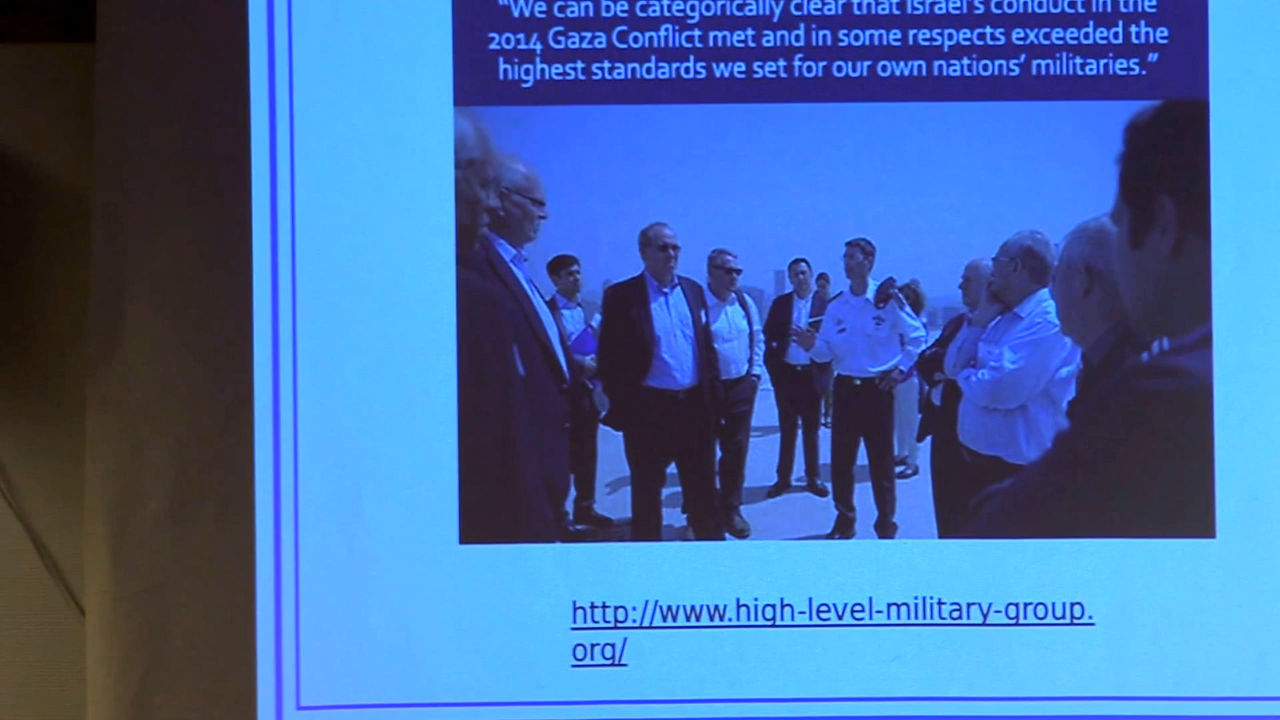 “We can be categorically clear that Israel’s conduct in the
2014 Gaza Conflict met and in some respects exceeded the
highest standards we set for our own nations’ militaries.”
http://www.high-level-military-group.
org/